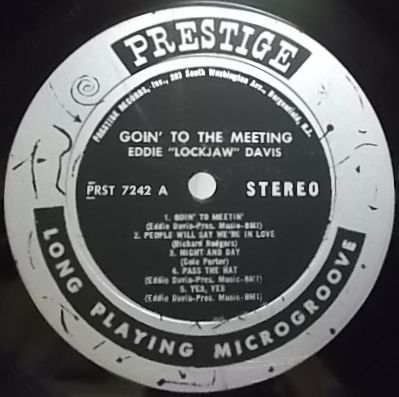 PRESTIGE
PRESTIGE RECORDS, Inc., 203 South Washington Ave., Bergenfield, N.J.
GOIN' TO THE MEETING
EDDIE "LOCKJAW" DAVIS
PRST 7242 A
STEREO
1. GOIN' TO MEETIN'
(Eddie Davis-Pres. Music-BMI)
2. PEOPLE WILL SAY WE'RE IN LOVE
(Richard Rodgers)
3. NIGHT AND DAY
(Cole Porter)
4. PASS THE HAT
(Eddie Davis-Pres. Music-BMI)
5. YES, YES
(Eddie Davis-Pres. Music-BMI)
LONG PLAYING MICROGROOVE